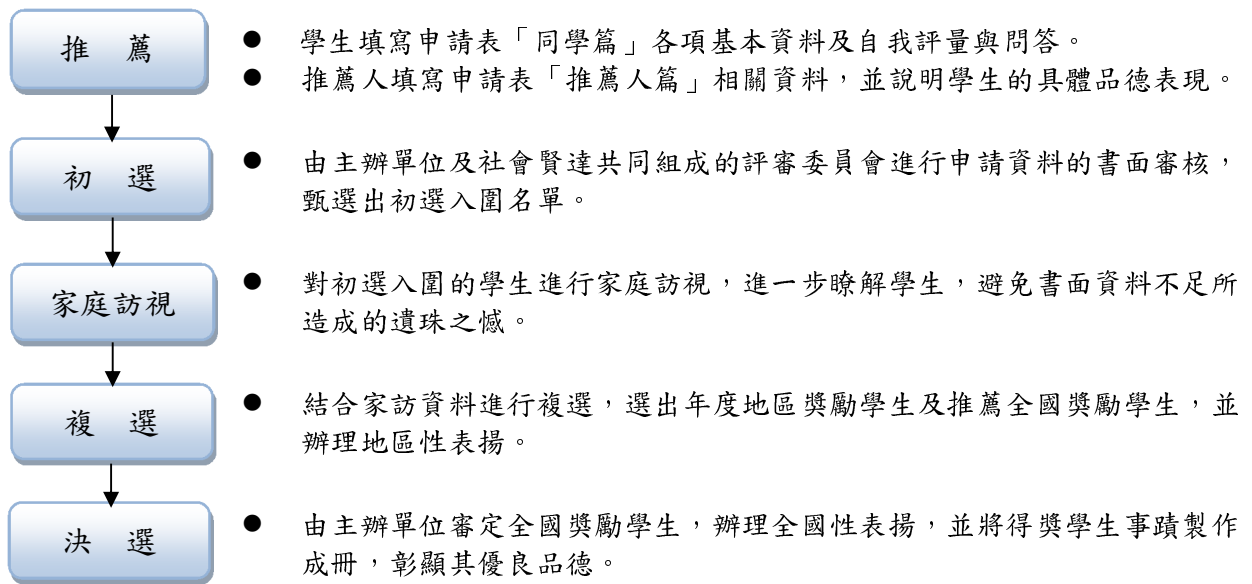 推 薦
● 學生填寫申請表「同學篇」各項基本資料及自我評量與問答。
● 推薦人填寫申請表「推薦人篇」相關資料，並說明學生的具體品德表現。
初 選
● 由主辦單位及社會賢達共同組成的評審委員會進行申請資料的書面審核，
甄選出初選入圍名單。
家庭訪視
● 對初選入圍的學生進行家庭訪視，進一步瞭解學生，避免書面資料不足所
造成的遺珠之憾。
複 選
● 結合家訪資料進行複選，選出年度地區獎勵學生及推薦全國獎勵學生，並
辦理地區性表揚。
決 選
● 由主辦單位審定全國獎勵學生，辦理全國性表揚，並將得獎學生事蹟製作
成冊，彰顯其優良品德。